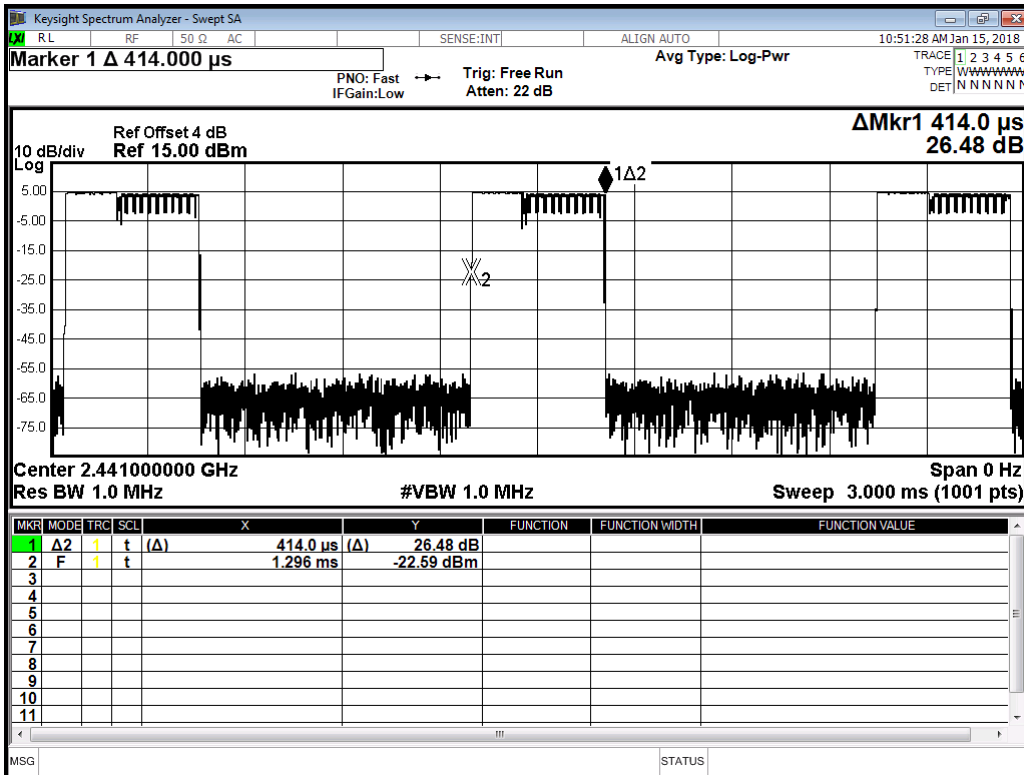 Keysight Spectrum Analyzer - Swept SA
LXI RL RF 50 Ω AC SENSE:INT ALIGN AUTO 10:51:28 AM Jan 15, 2018
Marker 1 Δ 414.000 µs
PNO: Fast
IFGain:Low
Trig: Free Run
Atten: 22 dB
Avg Type: Log-Pwr
TRACE 1 2 3 4 5 6
TYPE WWWWWW
DET N N N N N N
ΔMkr1 414.0 µs
26.48 dB
Ref Offset 4 dB
10 dB/div Ref 15.00 dBm
Log
1Δ2
5.00
-5.00
-15.0
-25.0
2
-35.0
-45.0
-55.0
-65.0
-75.0
Center 2.441000000 GHz Span 0 Hz
Res BW 1.0 MHz #VBW 1.0 MHz Sweep 3.000 ms (1001 pts)
MKR MODE TRC SCL X Y FUNCTION FUNCTION WIDTH FUNCTION VALUE
1 Δ2 1 t (Δ) 414.0 µs (Δ) 26.48 dB
2 F 1 t 1.296 ms -22.59 dBm
3
4
5
6
7
8
9
10
11
MSG STATUS